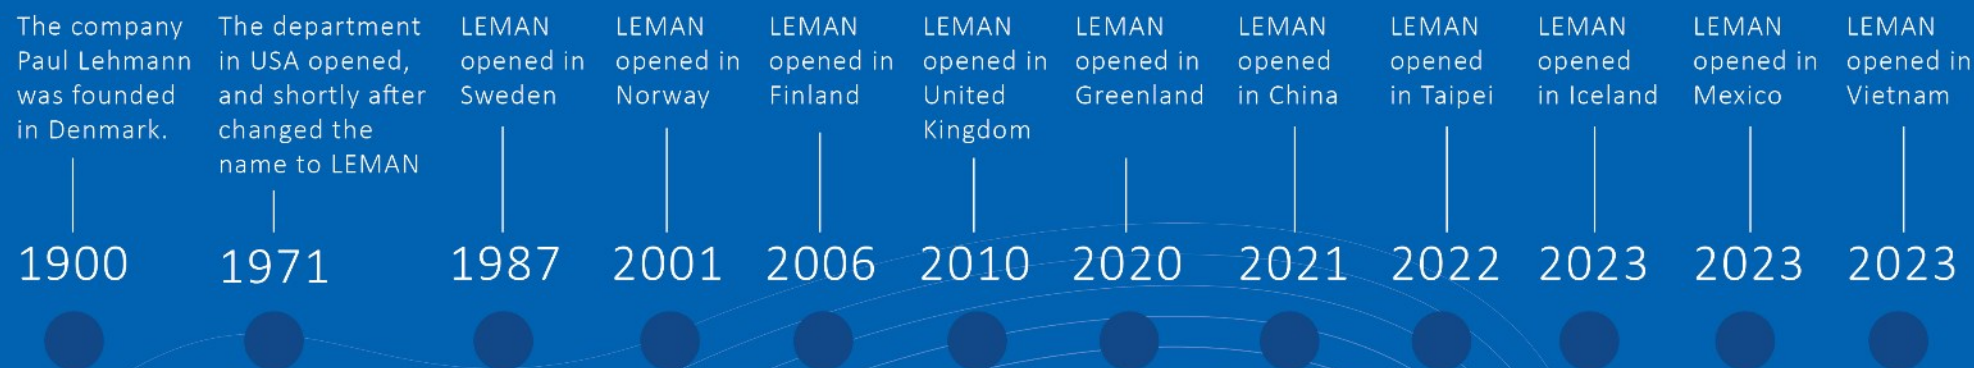 The company
Paul Lehmann
was founded
in Denmark.
1900
The department
in USA opened,
and shortly after
changed the
name to LEMAN
1971
LEMAN
opened in
Sweden
1987
LEMAN
opened in
Norway
2001
LEMAN
opened in
Finland
2006
LEMAN
opened in
United
Kingdom
2010
LEMAN
opened in
Greenland
2020
LEMAN
opened
in China
2021
LEMAN
opened
in Taipei
2022
LEMAN
opened
in Iceland
2023
LEMAN
opened in
Mexico
2023
LEMAN
opened in
Vietnam
2023